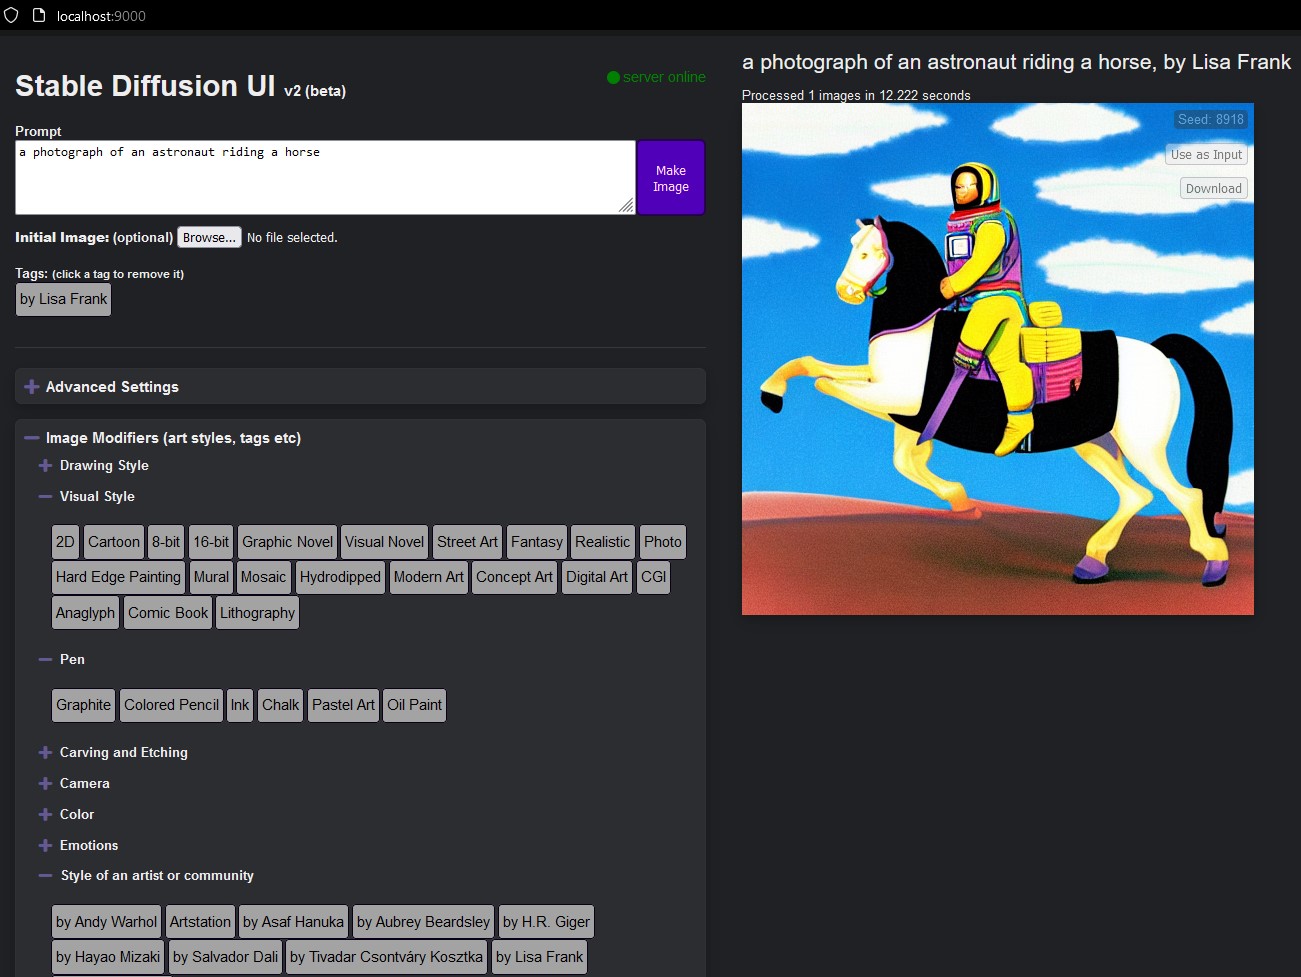 localhost:9000
Stable Diffusion UI v2 (beta)
server online
Prompt
a photograph of an astronaut riding a horse
Make
Image
Initial Image: (optional) Browse... No file selected.
Tags: (click a tag to remove it)
by Lisa Frank
Advanced Settings
Image Modifiers (art styles, tags etc)
Drawing Style
Visual Style
2D Cartoon 8-bit 16-bit Graphic Novel Visual Novel Street Art Fantasy Realistic Photo
Hard Edge Painting Mural Mosaic Hydrodipped Modern Art Concept Art Digital Art CGI
Anaglyph Comic Book Lithography
Pen
Graphite Colored Pencil Ink Chalk Pastel Art Oil Paint
Carving and Etching
Camera
Color
Emotions
Style of an artist or community
by Andy Warhol Artstation by Asaf Hanuka by Aubrey Beardsley by H.R. Giger
by Hayao Mizaki by Salvador Dali by Tivadar Csontváry Kosztka by Lisa Frank
a photograph of an astronaut riding a horse, by Lisa Frank
Processed 1 images in 12.222 seconds
Seed: 8918
Use as Input
Download